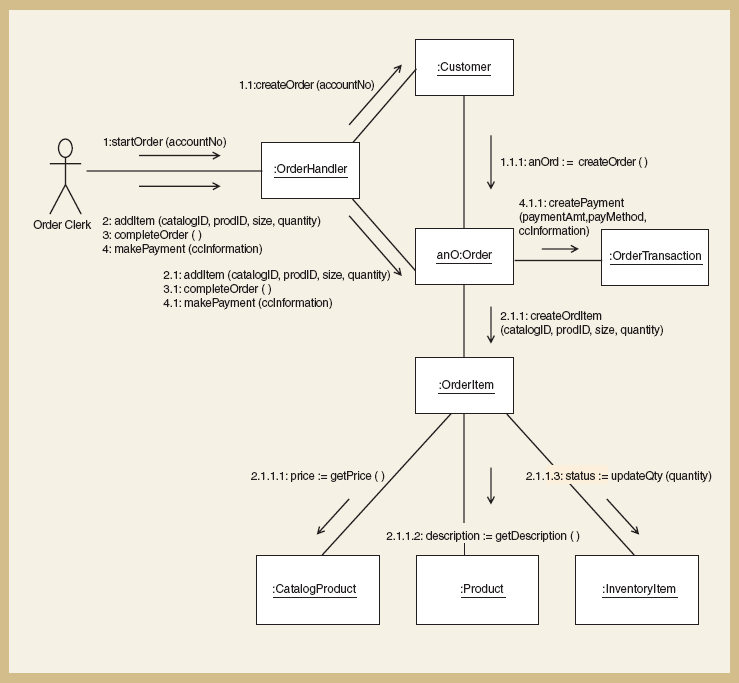 :Customer
1.1:createOrder (accountNo)
1:startOrder (accountNo)
:OrderHandler
1.1.1: anOrd := createOrder ( )
Order Clerk
2: addItem (catalogID, prodID, size, quantity)
3: completeOrder ( )
4: makePayment (ccInformation)
4.1.1: createPayment
(paymentAmt,payMethod,
ccInformation)
anO:Order
:OrderTransaction
2.1: addItem (catalogID, prodID, size, quantity)
3.1: completeOrder ( )
4.1: makePayment (ccInformation)
2.1.1: createOrdItem
(catalogID, prodID, size, quantity)
:OrderItem
2.1.1.1: price := getPrice ( )
2.1.1.3: status := updateQty (quantity)
2.1.1.2: description := getDescription ( )
:CatalogProduct
:Product
:InventoryItem